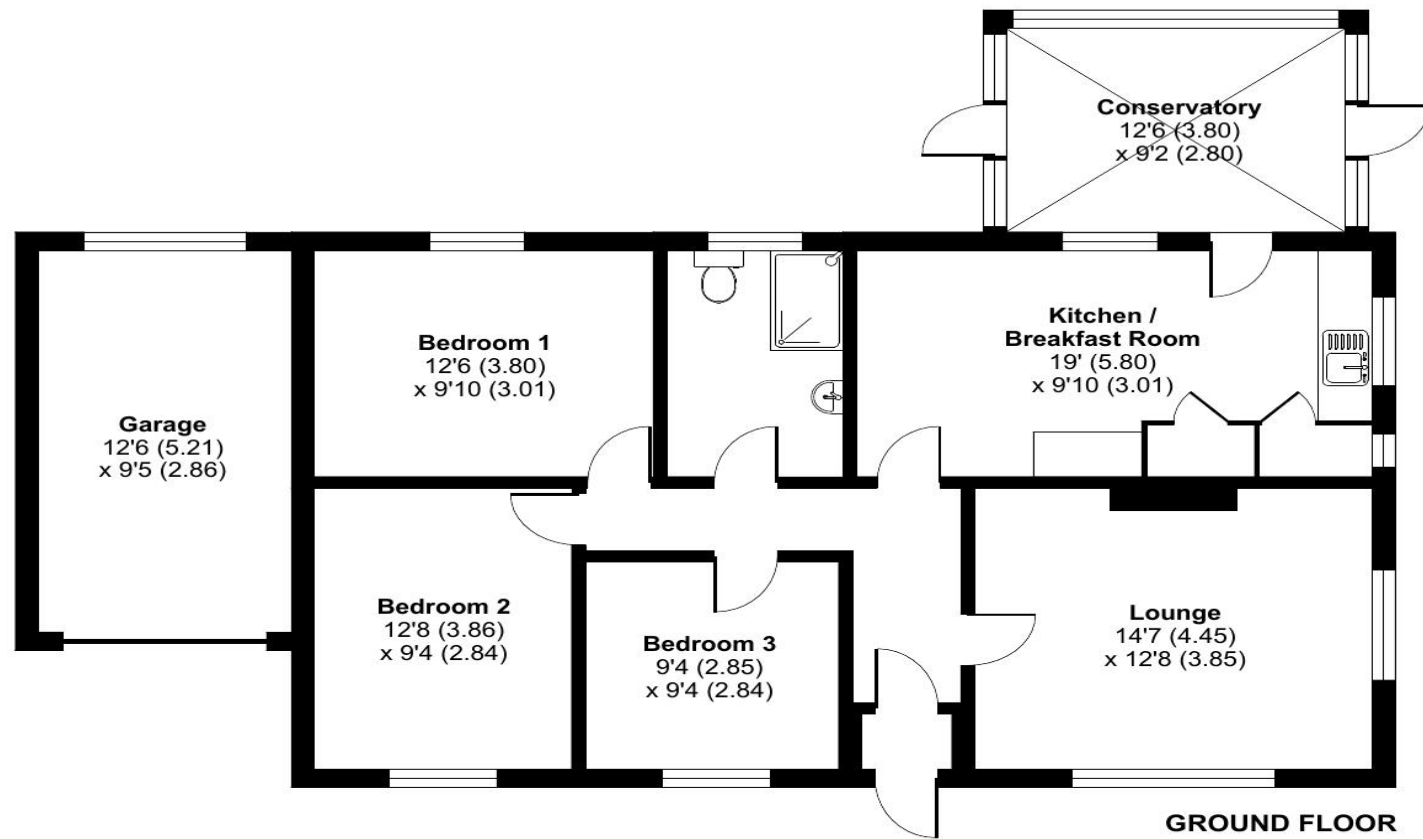 Conservatory
12'6 (3.80)
x 9'2 (2.80)
Kitchen /
Breakfast Room
19' (5.80)
x 9'10 (3.01)
Bedroom 1
12'6 (3.80)
x 9'10 (3.01)
Garage
12'6 (5.21)
x 9'5 (2.86)
Bedroom 2
12'8 (3.86)
x 9'4 (2.84)
Bedroom 3
9'4 (2.85)
x 9'4 (2.84)
Lounge
14'7 (4.45)
x 12'8 (3.85)
GROUND FLOOR